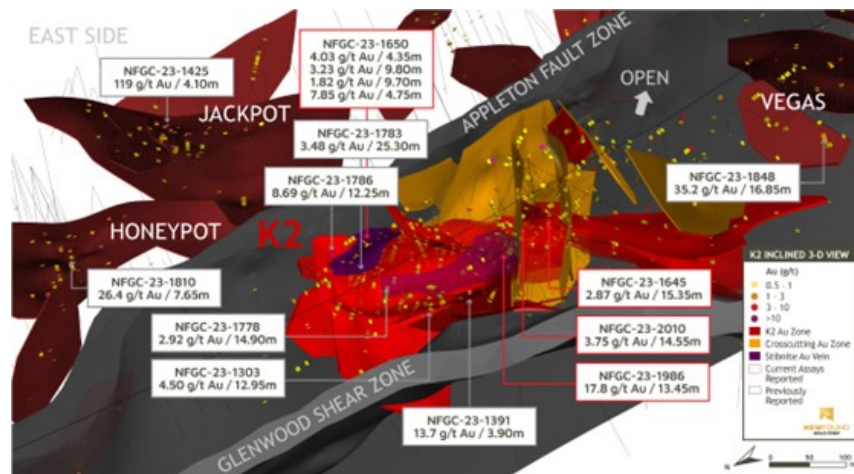 EAST SIDE
NFGC-23-1425
119 g/t Au / 4.10m
JACKPOT
NFGC-23-1650
4.03 g/t Au / 4.35m
3.23 g/t Au / 9.80m
1.82 g/t Au / 9.70m
7.85 g/t Au / 4.75m
NFGC-23-1783
3.48 g/t Au / 25.30m
NFGC-23-1786
8.69 g/t Au / 12.25m
APPLETON FAULT ZONE
OPEN
VEGAS
NFGC-23-1848
35.2 g/t Au / 16.85m
HONEYPOT
K2
NFGC-23-1810
26.4 g/t Au / 7.65m
NFGC-23-1778
2.92 g/t Au / 14.90m
NFGC-23-1303
4.50 g/t Au / 12.95m
NFGC-23-1391
13.7 g/t Au / 3.90m
GLENWOOD SHEAR ZONE
NFGC-23-1645
2.87 g/t Au / 15.35m
NFGC-23-2010
3.75 g/t Au / 14.55m
NFGC-23-1986
17.8 g/t Au / 13.45m
K2 INCLINED 3-D VIEW
Au (g/t)
0.5 - 1
1 - 3
3 - 10
>10
K2 Au Zone
Crosscutting Au Zone
Stibnite Au Vein
Current Assays
Reported
Previously
Reported
NEWFOUND
N
0 50 100